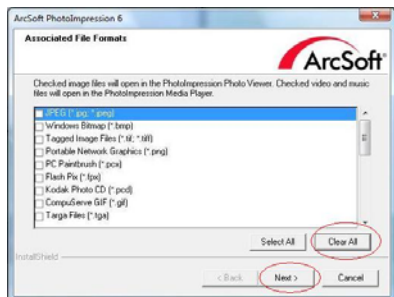 ArcSoft PhotoImpression 6
Associated File Formats
ArcSoft
Checked image files will open in the PhotoImpression Photo Viewer. Checked video and music
files will open in the PhotoImpression Media Player.
JPEG (*.jpg; *.jpeg)
Windows Bitmap (*.bmp)
Tagged Image Files (*.tif; *.tiff)
Portable Network Graphics (*.png)
PC Paintbrush (*.pcx)
Flash Pix (*.fpx)
Kodak Photo CD (*.pcd)
CompuServe GIF (*.gif)
Targa Files (*.tga)
Select All
Clear All
InstallShield
< Back
Next >
Cancel